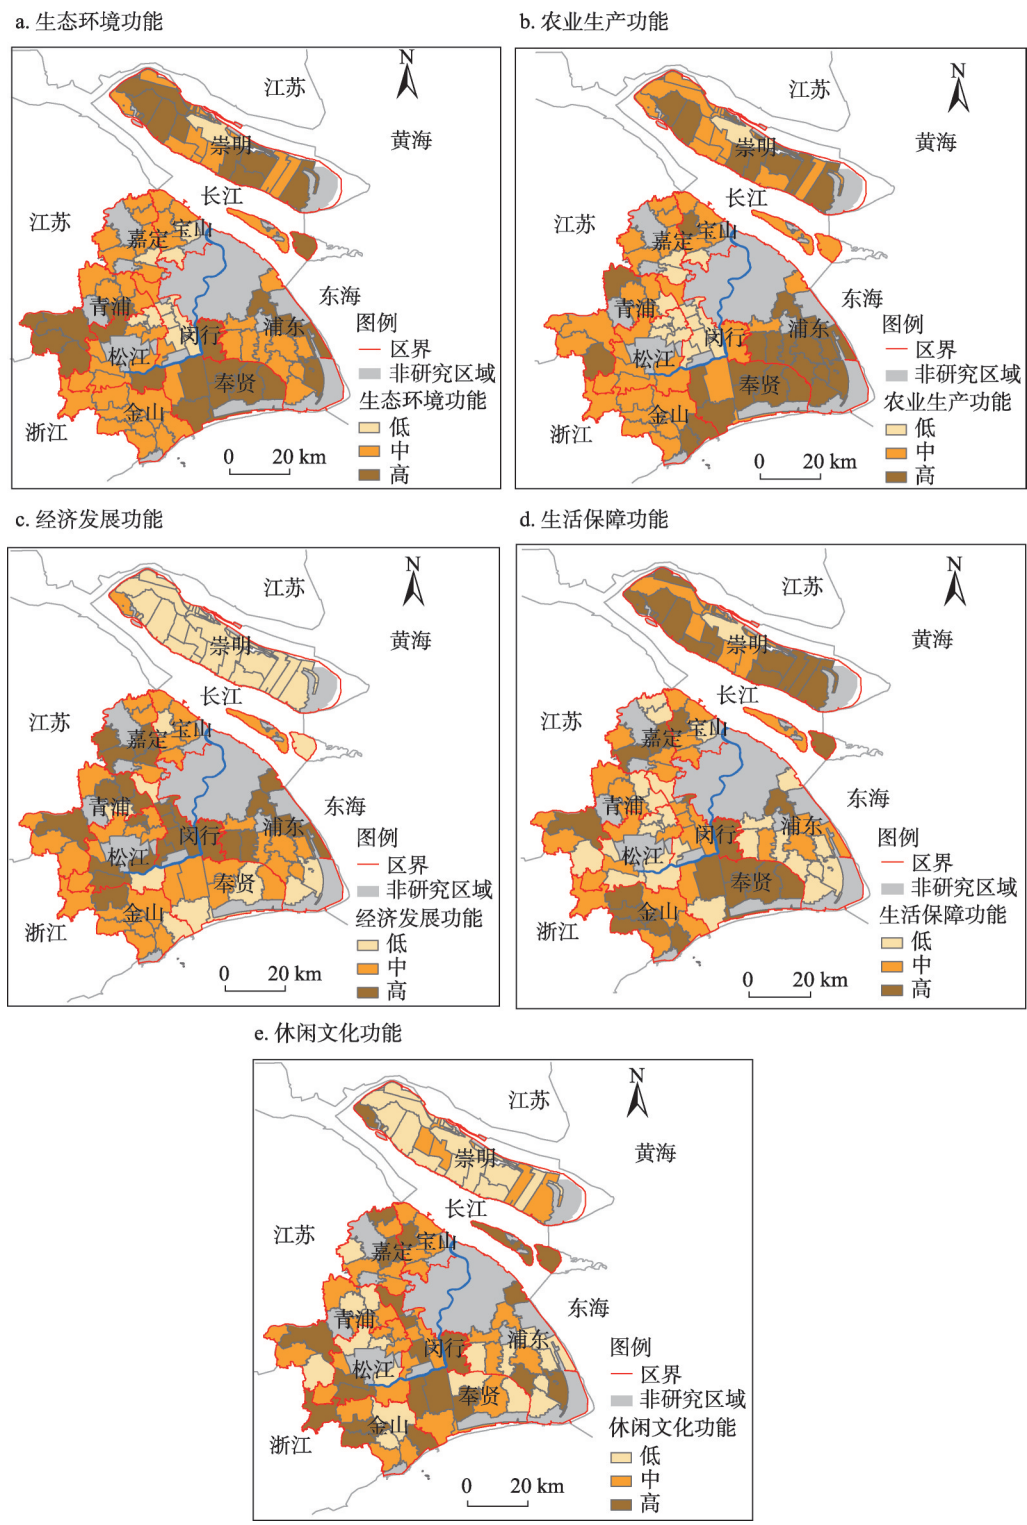 a. 生态环境功能
N
江苏
黄海
崇明
长江
江苏
嘉定
宝山
东海
青浦
浦东
闵行
松江
奉贤
金山
浙江
图例
区界
非研究区域
生态环境功能
低
中
高
0 20 km
b. 农业生产功能
N
江苏
黄海
崇明
长江
江苏
嘉定
宝山
东海
青浦
浦东
闵行
松江
奉贤
金山
浙江
图例
区界
非研究区域
农业生产功能
低
中
高
0 20 km
c. 经济发展功能
N
江苏
黄海
崇明
长江
江苏
嘉定
宝山
东海
青浦
浦东
闵行
松江
奉贤
金山
浙江
图例
区界
非研究区域
经济发展功能
低
中
高
0 20 km
d. 生活保障功能
N
江苏
黄海
崇明
长江
江苏
嘉定
宝山
东海
青浦
浦东
闵行
松江
奉贤
金山
浙江
图例
区界
非研究区域
生活保障功能
低
中
高
0 20 km
e. 休闲文化功能
N
江苏
黄海
崇明
长江
江苏
嘉定
宝山
东海
青浦
浦东
闵行
松江
奉贤
金山
浙江
图例
区界
非研究区域
休闲文化功能
低
中
高
0 20 km